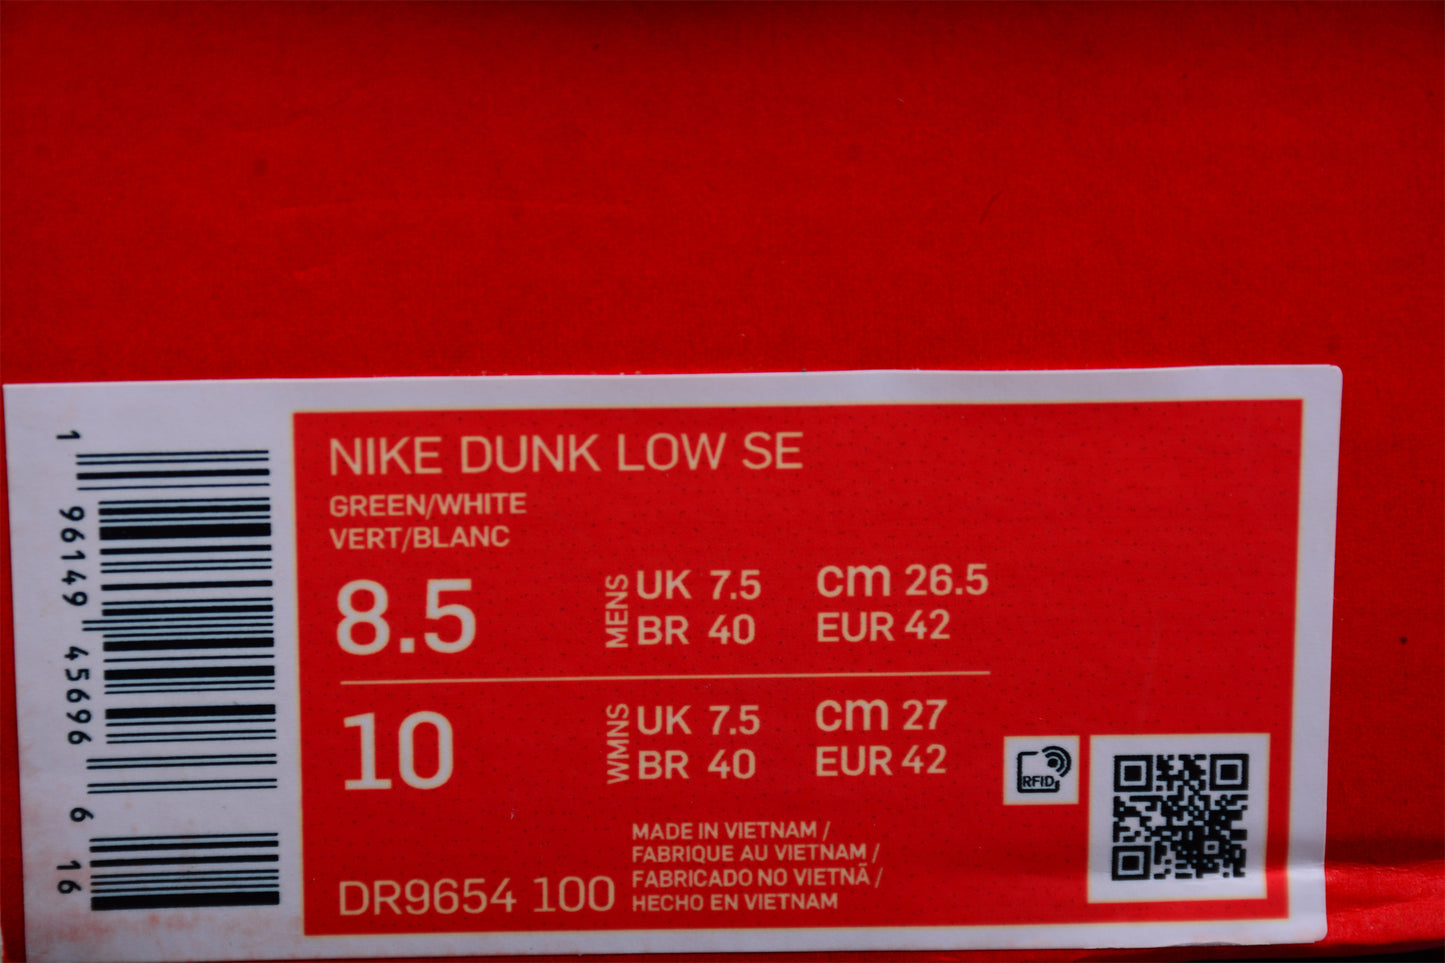 1 96149 45696 6 16
NIKE DUNK LOW SE
GREEN/WHITE
VERT/BLANC
8.5 MENS UK 7.5 cm 26.5
BR 40 EUR 42
10 WMNS UK 7.5 cm 27
BR 40 EUR 42
RFID
MADE IN VIETNAM /
FABRIQUE AU VIETNAM /
FABRICADO NO VIETNÃ /
HECHO EN VIETNAM
DR9654 100